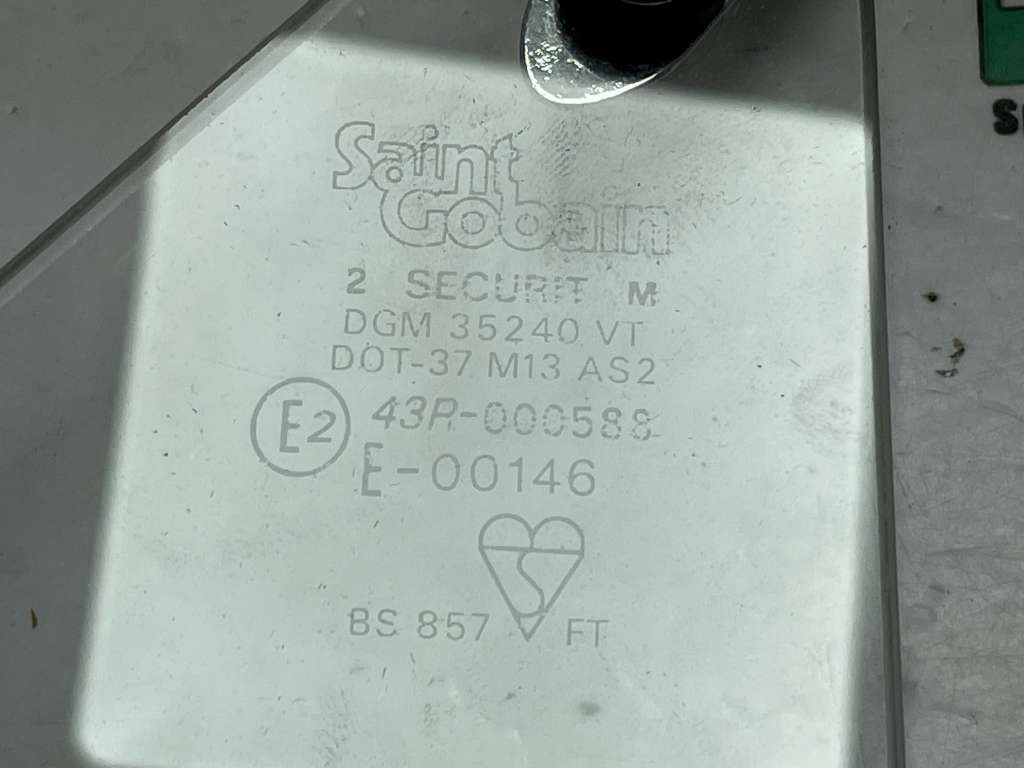 Saint
Gobain
2 SECURIT M
DGM 35240 VT
DOT-37 M13 AS2
E2 43R-000588
E-00146
BS 857 FT